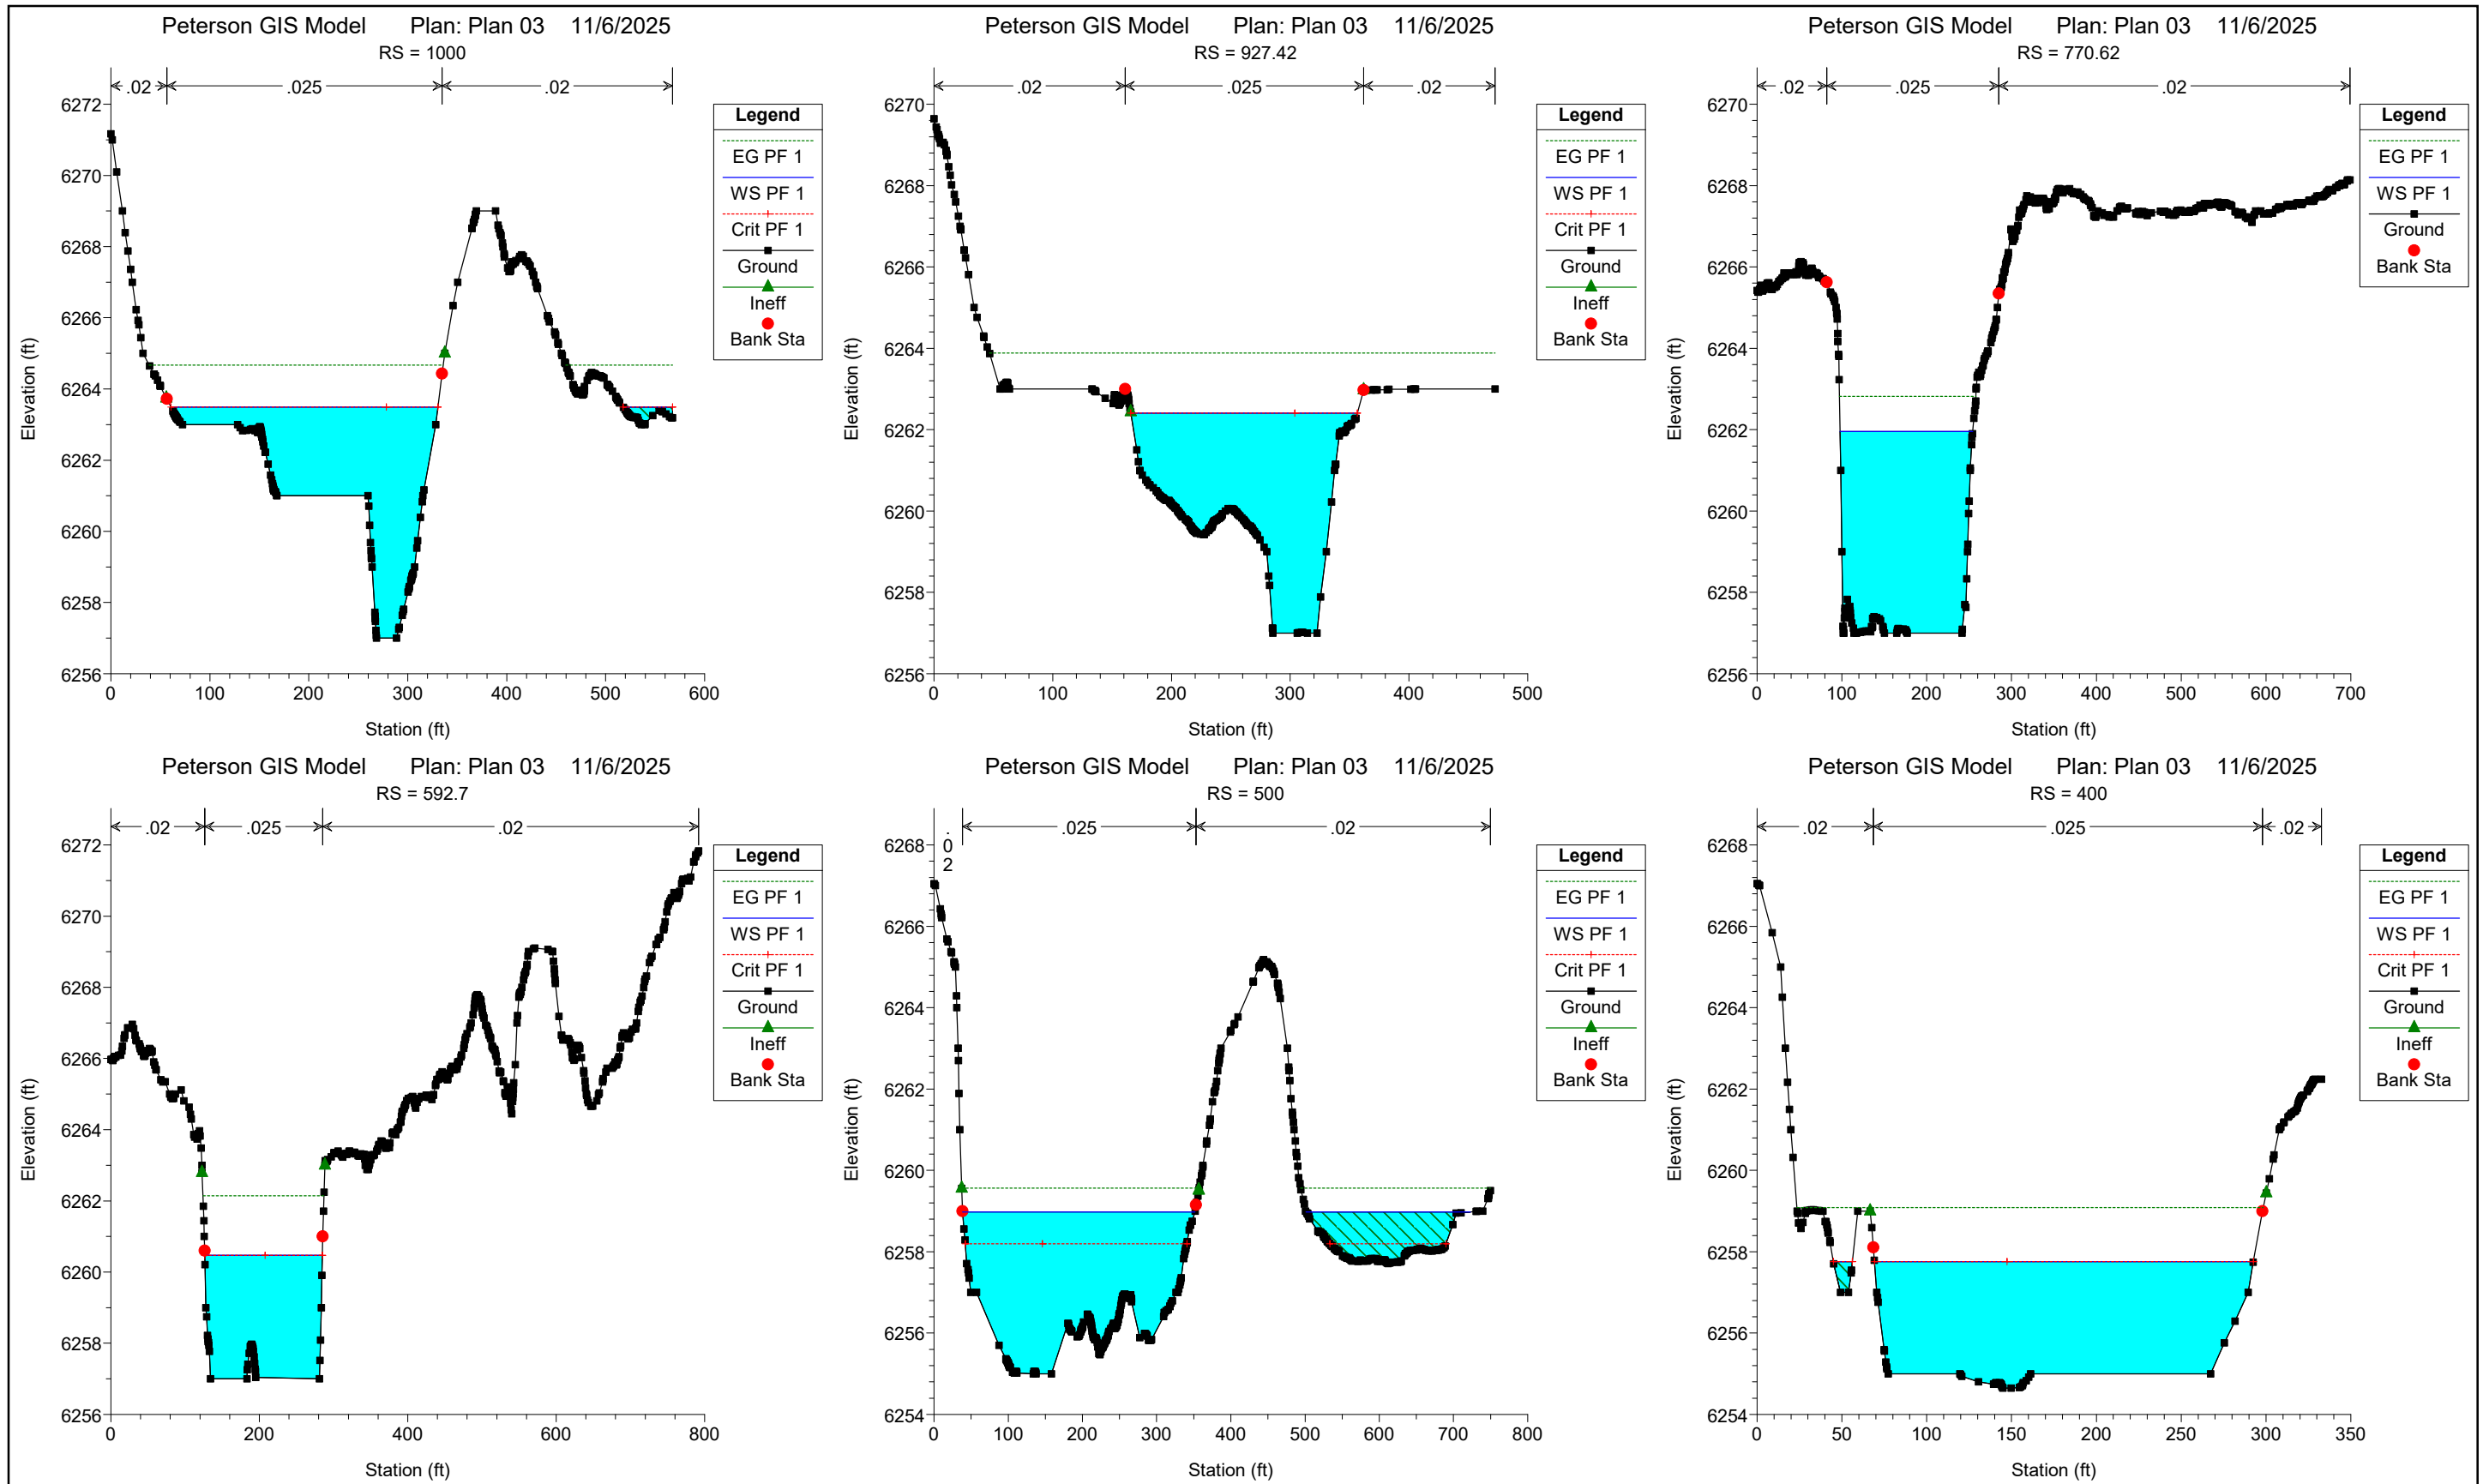 Peterson GIS Model Plan: Plan 03 11/6/2025
RS = 1000
.02 .025 .02
6272
6270
6268
6266
6264
6262
6260
6258
6256
Elevation (ft)
0 100 200 300 400 500 600
Station (ft)
Legend
EG PF 1
WS PF 1
Crit PF 1
Ground
Ineff
Bank Sta
Peterson GIS Model Plan: Plan 03 11/6/2025
RS = 927.42
.02 .025 .02
6270
6268
6266
6264
6262
6260
6258
6256
Elevation (ft)
0 100 200 300 400 500
Station (ft)
Legend
EG PF 1
WS PF 1
Crit PF 1
Ground
Ineff
Bank Sta
Peterson GIS Model Plan: Plan 03 11/6/2025
RS = 770.62
.02 .025 .02
6270
6268
6266
6264
6262
6260
6258
6256
Elevation (ft)
0 100 200 300 400 500 600 700
Station (ft)
Legend
EG PF 1
WS PF 1
Ground
Bank Sta
Peterson GIS Model Plan: Plan 03 11/6/2025
RS = 592.7
.02 .025 .02
6272
6270
6268
6266
6264
6262
6260
6258
6256
Elevation (ft)
0 200 400 600 800
Station (ft)
Legend
EG PF 1
WS PF 1
Crit PF 1
Ground
Ineff
Bank Sta
Peterson GIS Model Plan: Plan 03 11/6/2025
RS = 500
.02 .025 .02
6268
6266
6264
6262
6260
6258
6256
6254
Elevation (ft)
0 100 200 300 400 500 600 700 800
Station (ft)
Legend
EG PF 1
WS PF 1
Crit PF 1
Ground
Ineff
Bank Sta
Peterson GIS Model Plan: Plan 03 11/6/2025
RS = 400
.02 .025 .02
6268
6266
6264
6262
6260
6258
6256
6254
Elevation (ft)
0 50 100 150 200 250 300 350
Station (ft)
Legend
EG PF 1
WS PF 1
Crit PF 1
Ground
Ineff
Bank Sta